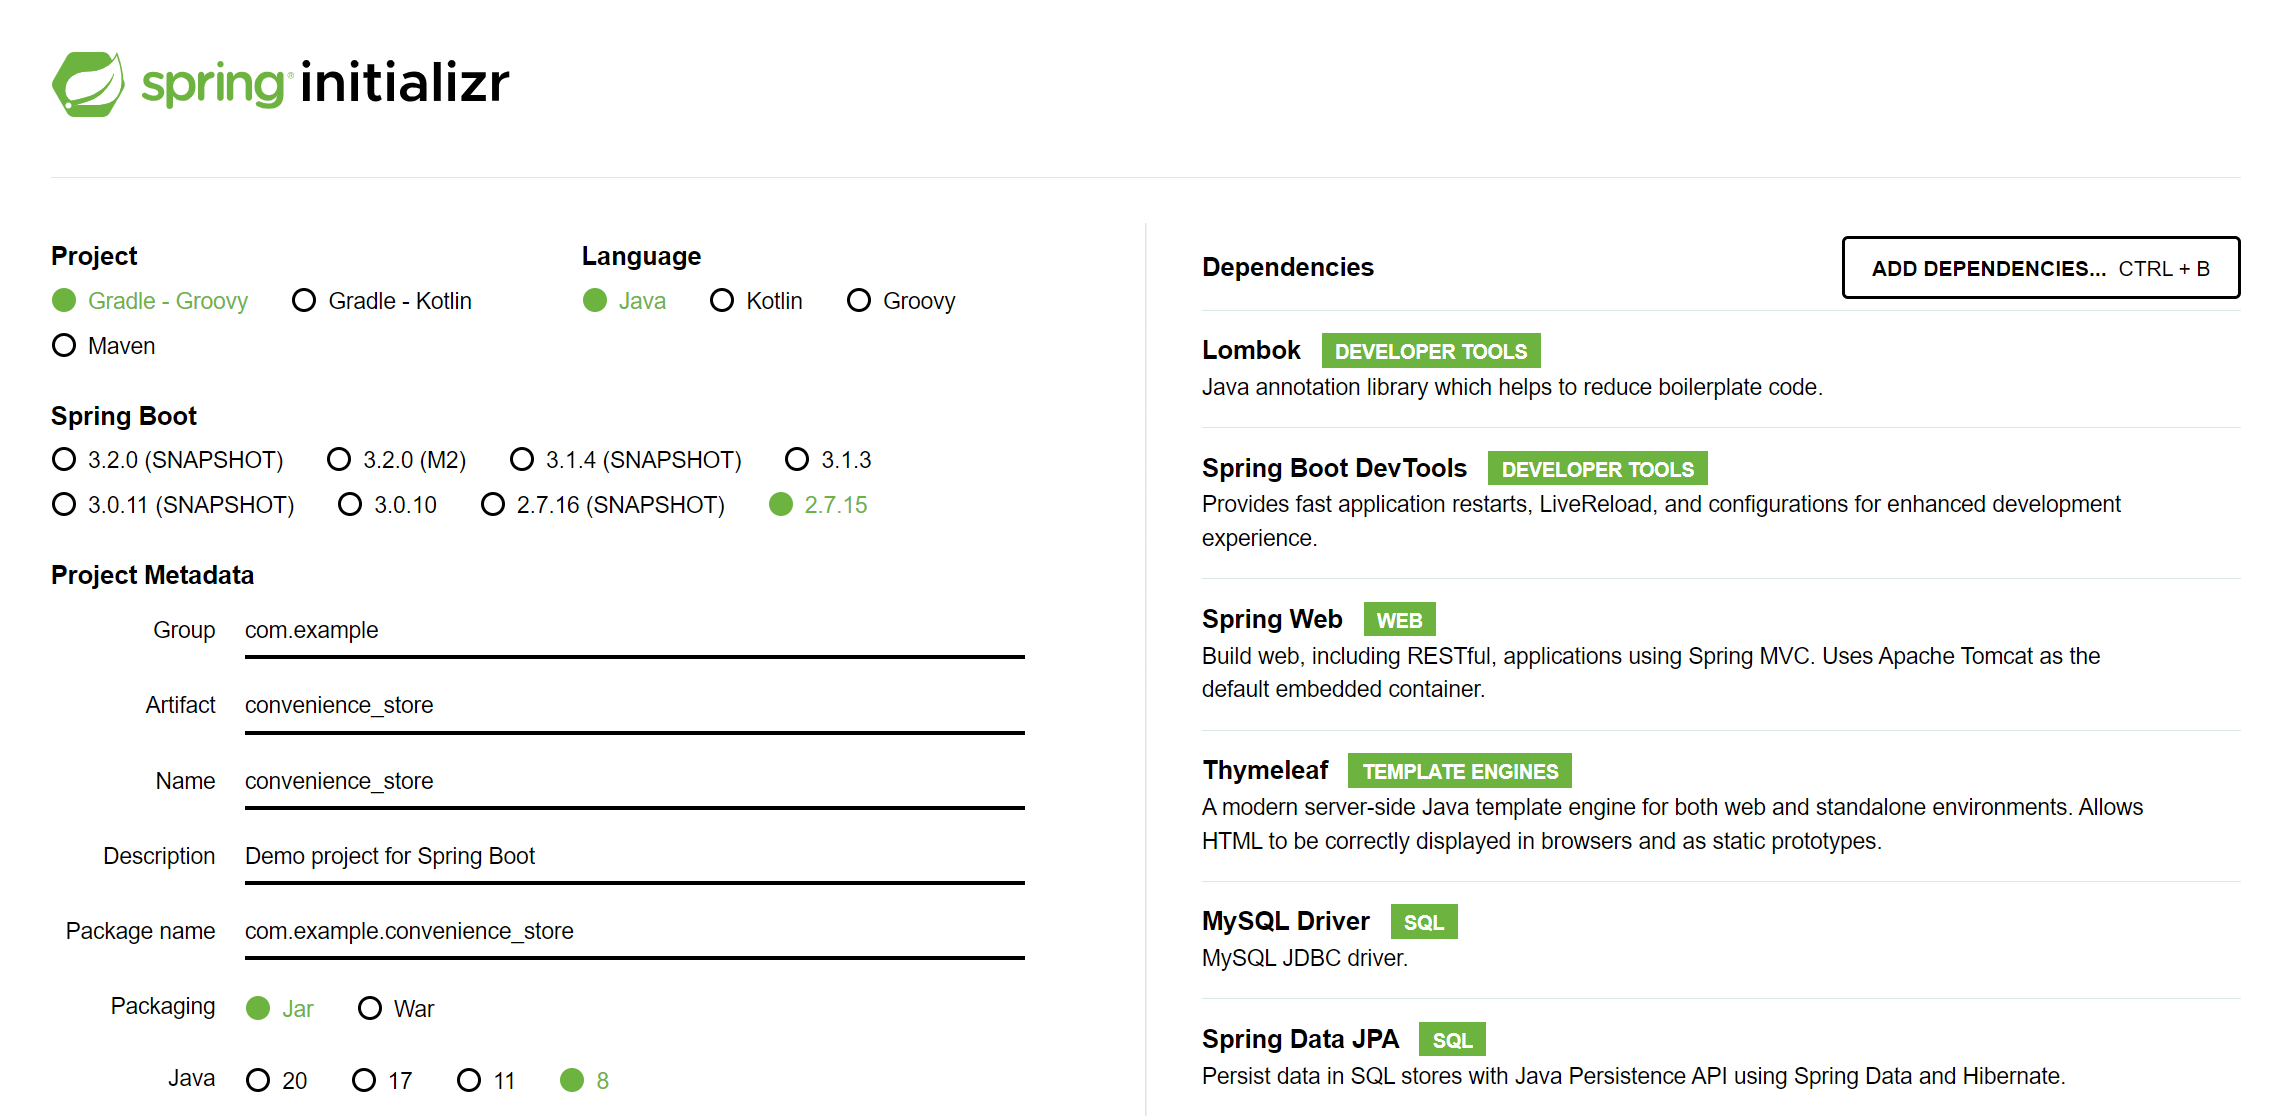 spring® initializr
Project
Gradle - Groovy Gradle - Kotlin
Maven
Language
Java Kotlin Groovy
Spring Boot
3.2.0 (SNAPSHOT) 3.2.0 (M2) 3.1.4 (SNAPSHOT) 3.1.3
3.0.11 (SNAPSHOT) 3.0.10 2.7.16 (SNAPSHOT) 2.7.15
Project Metadata
Group com.example
Artifact convenience_store
Name convenience_store
Description Demo project for Spring Boot
Package name com.example.convenience_store
Packaging Jar War
Java 20 17 11 8
Dependencies ADD DEPENDENCIES... CTRL + B
Lombok DEVELOPER TOOLS
Java annotation library which helps to reduce boilerplate code.
Spring Boot DevTools DEVELOPER TOOLS
Provides fast application restarts, LiveReload, and configurations for enhanced development
experience.
Spring Web WEB
Build web, including RESTful, applications using Spring MVC. Uses Apache Tomcat as the
default embedded container.
Thymeleaf TEMPLATE ENGINES
A modern server-side Java template engine for both web and standalone environments. Allows
HTML to be correctly displayed in browsers and as static prototypes.
MySQL Driver SQL
MySQL JDBC driver.
Spring Data JPA SQL
Persist data in SQL stores with Java Persistence API using Spring Data and Hibernate.